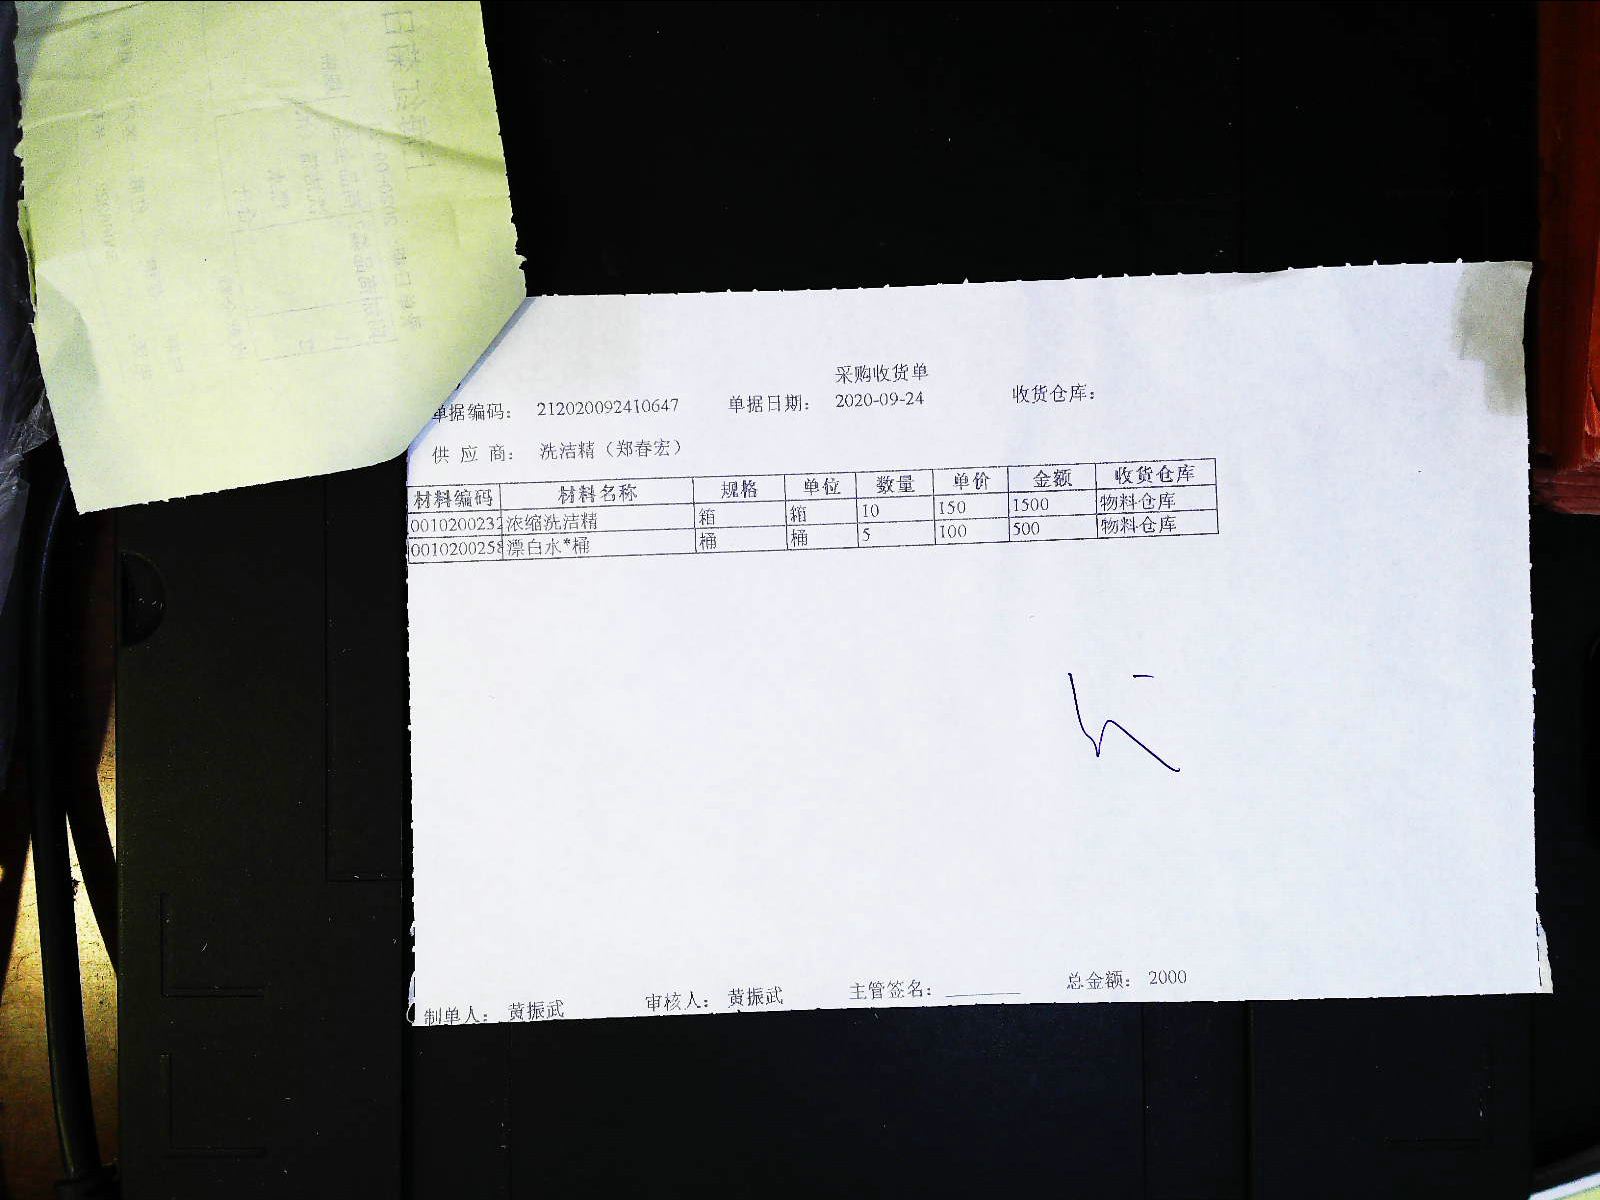 采购收货单
单据编码： 212020092410647 单据日期： 2020-09-24 收货仓库：
供 应 商： 洗洁精（郑春宏）
材料编码 材料名称 规格 单位 数量 单价 金额 收货仓库
0010200232 浓缩洗洁精 箱 箱 10 150 1500 物料仓库
0010200258 漂白水*桶 桶 桶 5 100 500 物料仓库
制单人： 黄振武 审核人： 黄振武 主管签名： ________ 总金额： 2000